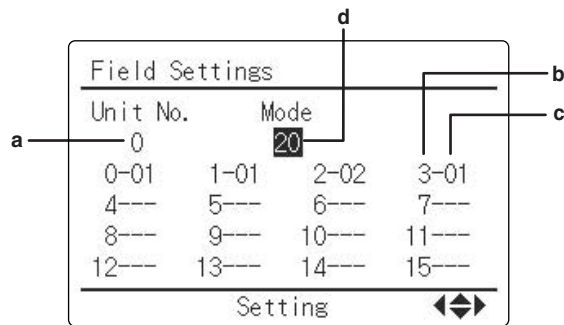 d
Field Settings
b
Unit No. Mode
c
a 0 20
0-01 1-01 2-02 3-01
4--- 5--- 6--- 7---
8--- 9--- 10--- 11---
12--- 13--- 14--- 15---
Setting